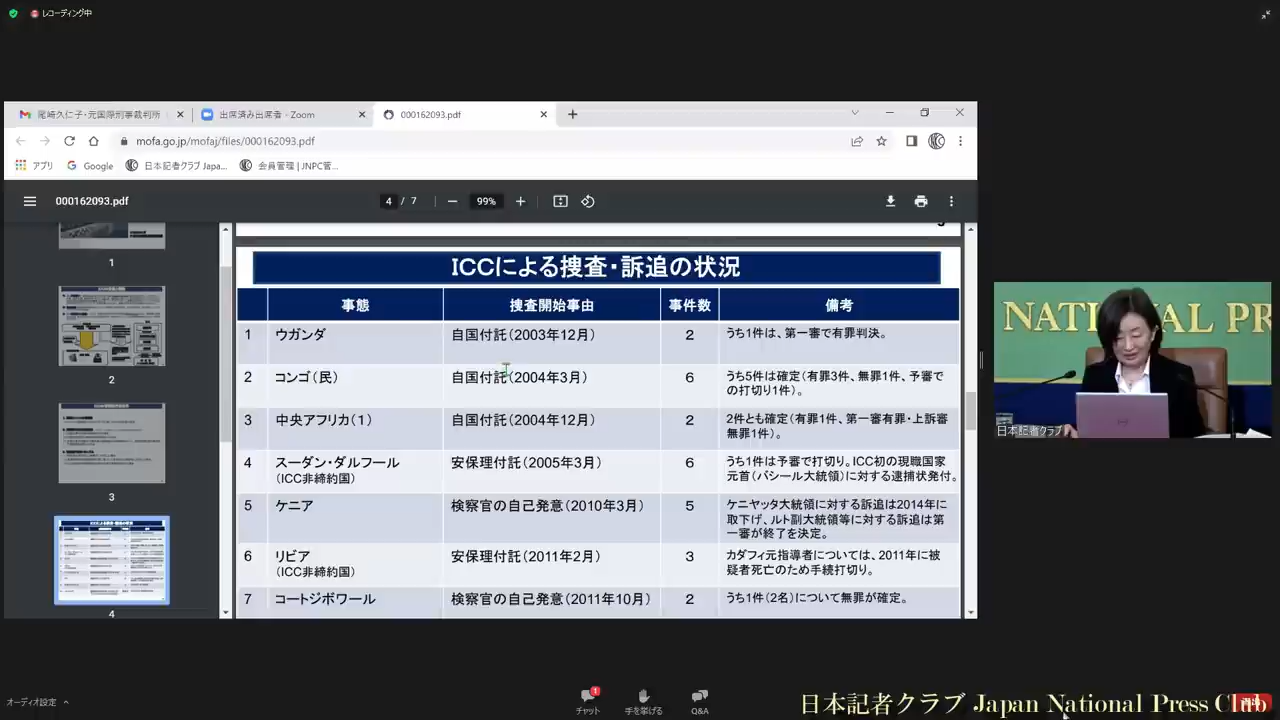 レコーディング中
尾崎久仁子・元国際刑事裁判所
出席済み出席者 - Zoom
000162093.pdf
mofa.go.jp/mofaj/files/000162093.pdf
アプリ
Google
日本記者クラブ Japa...
会員管理 | JNPC管...
000162093.pdf
4 / 7
99%
1
2
3
4
ICCによる捜査・訴追の状況
事態 捜査開始事由 事件数 備考
1 ウガンダ 自国付託(2003年12月) 2 うち1件は、第一審で有罪判決。
2 コンゴ(民) 自国付託(2004年3月) 6 うち5件は確定(有罪3件、無罪1件、予審で
の打切り1件)。
3 中央アフリカ(1) 自国付託(2004年12月) 2 2件とも確定(有罪1件、第一審有罪・上訴審
無罪1件)。
4 スーダン・ダルフール 安保理付託(2005年3月) 6 うち1件は予審で打切り。ICC初の現職国家
(ICC非締約国) 元首(バシール大統領)に対する逮捕状発付。
5 ケニア 検察官の自己発意(2010年3月) 5 ケニヤッタ大統領に対する訴追は2014年に
取下げ、ルト副大統領等に対する訴追は第
一審が終了を決定。
6 リビア 安保理付託(2011年2月) 3 カダフィ元指導者については、2011年に被
(ICC非締約国) 疑者死亡のため手続打切り。
7 コートジボワール 検察官の自己発意(2011年10月) 2 うち1件(2名)について無罪が確定。
NATIONAL PR
日本記者クラブ
オーディオ設定
1
チャット
手を挙げる
Q&A
日本記者クラブ Japan National Press Club